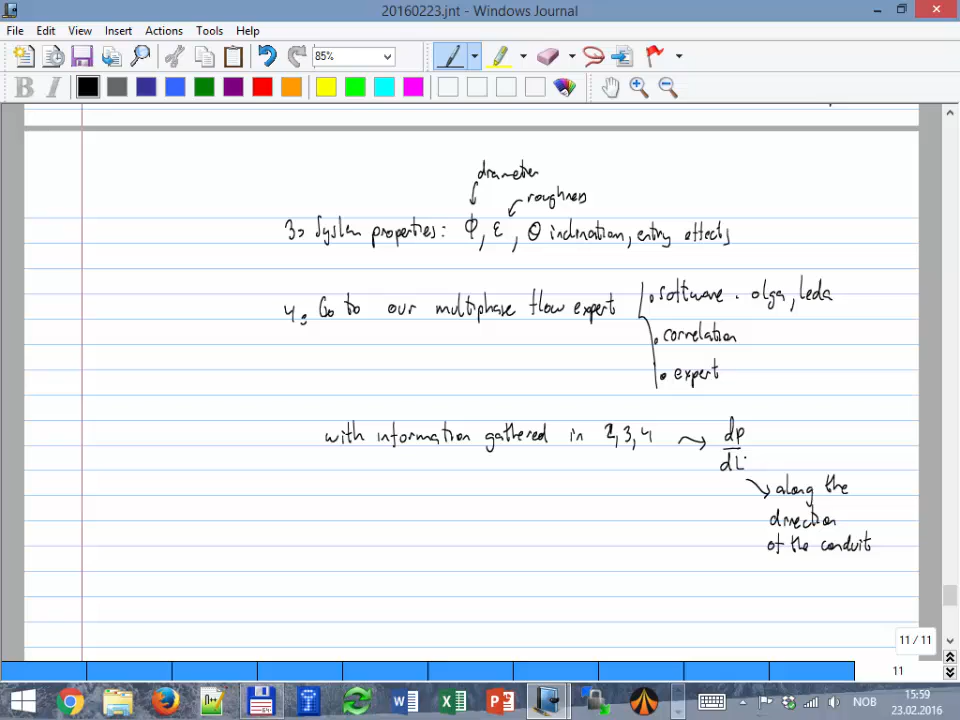 20160223.jnt - Windows Journal
File Edit View Insert Actions Tools Help
85%
B I
diameter
roughness
3. System properties: Φ, ε, θ inclination, entry effects
4. Go to our multiphase flow expert
• software. olga, leda
• correlation
• expert
with information gathered in 2, 3, 4 dp
dL
along the
direction
of the conduit
11 / 11
11
15:59
NOB
23.02.2016